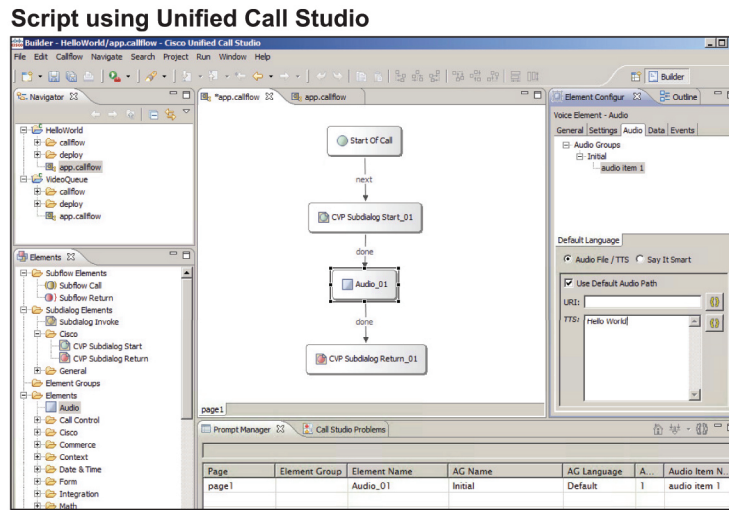 Script using Unified Call Studio
Builder - HelloWorld/app.callflow - Cisco Unified Call Studio
File Edit Callflow Navigate Search Project Run Window Help
Builder
Navigator
HelloWorld
callflow
deploy
app.callflow
VideoQueue
callflow
deploy
app.callflow
Elements
Subflow Elements
Subflow Call
Subflow Return
Subdialog Elements
Subdialog Invoke
Cisco
CVP Subdialog Start
CVP Subdialog Return
General
Element Groups
Elements
Audio
Call Control
Cisco
Commerce
Context
Date & Time
Form
Integration
Math
*app.callflow app.callflow
Start Of Call
next
CVP Subdialog Start_01
done
Audio_01
done
CVP Subdialog Return_01
page1
Element Configur Outline
Voice Element - Audio
General Settings Audio Data Events
Audio Groups
Initial
audio item 1
Default Language
Audio File / TTS Say It Smart
Use Default Audio Path
URI:
TTS: Hello World
Prompt Manager Call Studio Problems
Page Element Group Element Name AG Name AG Language A... Audio Item N...
page1 Audio_01 Initial Default 1 audio item 1